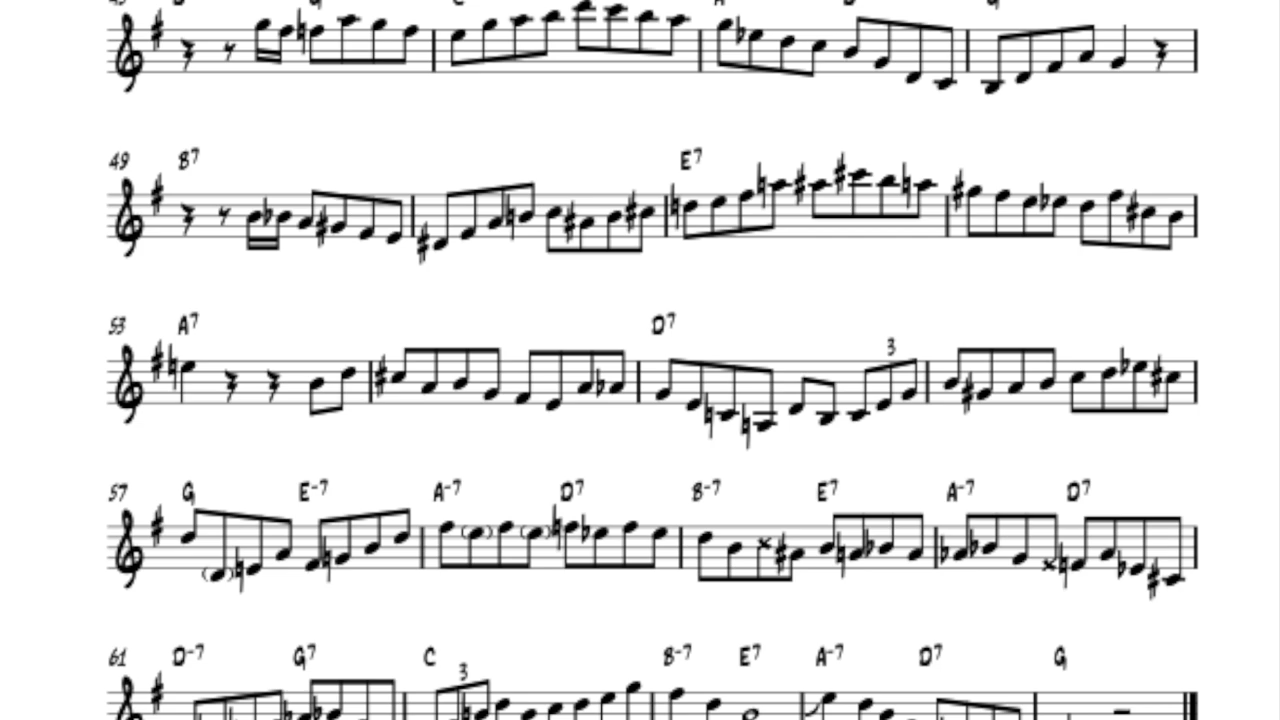 49 B7 E7
53 A7 D7
3
57 G E-7 A-7 D7 B-7 E7 A-7 D7
61 D-7 G7 C B-7 E7 A-7 D7 G
3